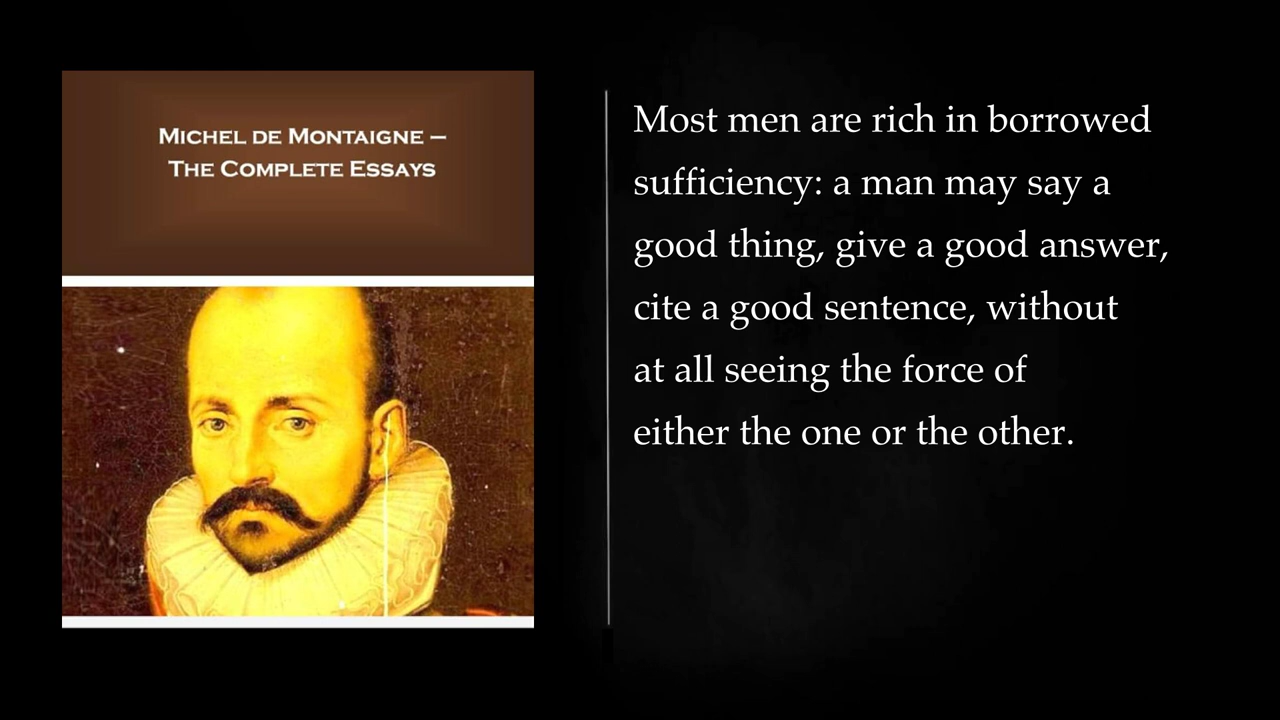 MICHEL DE MONTAIGNE –
THE COMPLETE ESSAYS
Most men are rich in borrowed
sufficiency: a man may say a
good thing, give a good answer,
cite a good sentence, without
at all seeing the force of
either the one or the other.